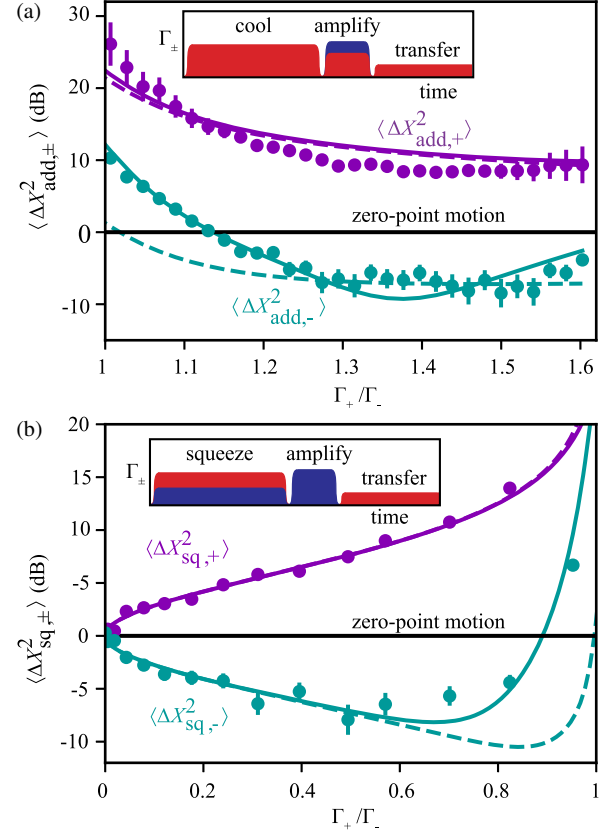 (a)
30
20
10
0
-10
⟨ΔX²add,±⟩ (dB)
Γ±
cool
amplify
transfer
time
⟨ΔX²add,+⟩
zero-point motion
⟨ΔX²add,-⟩
1 1.1 1.2 1.3 1.4 1.5 1.6
Γ+/Γ-
(b)
20
15
10
-5
0
-5
-10
⟨ΔX²sq,±⟩ (dB)
Γ±
squeeze
amplify
transfer
time
⟨ΔX²sq,+⟩
zero-point motion
⟨ΔX²sq,-⟩
0 0.2 0.4 0.6 0.8 1
Γ+/Γ-